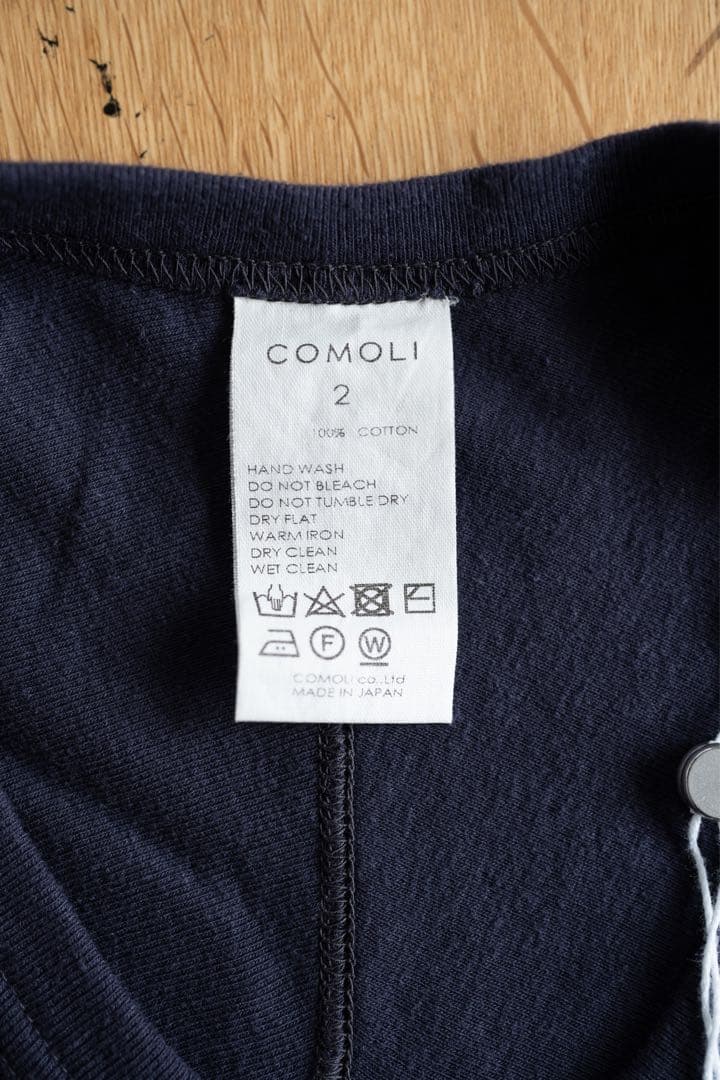 COMOLI
2
100% COTTON
HAND WASH
DO NOT BLEACH
DO NOT TUMBLE DRY
DRY FLAT
WARM IRON
DRY CLEAN
WET CLEAN
F W
COMOLI co.,Ltd
MADE IN JAPAN